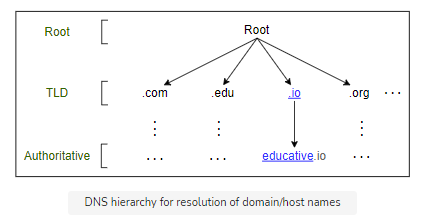 Root Root
TLD .com .edu .io .org ...
Authoritative ... ... educative.io ...
DNS hierarchy for resolution of domain/host names